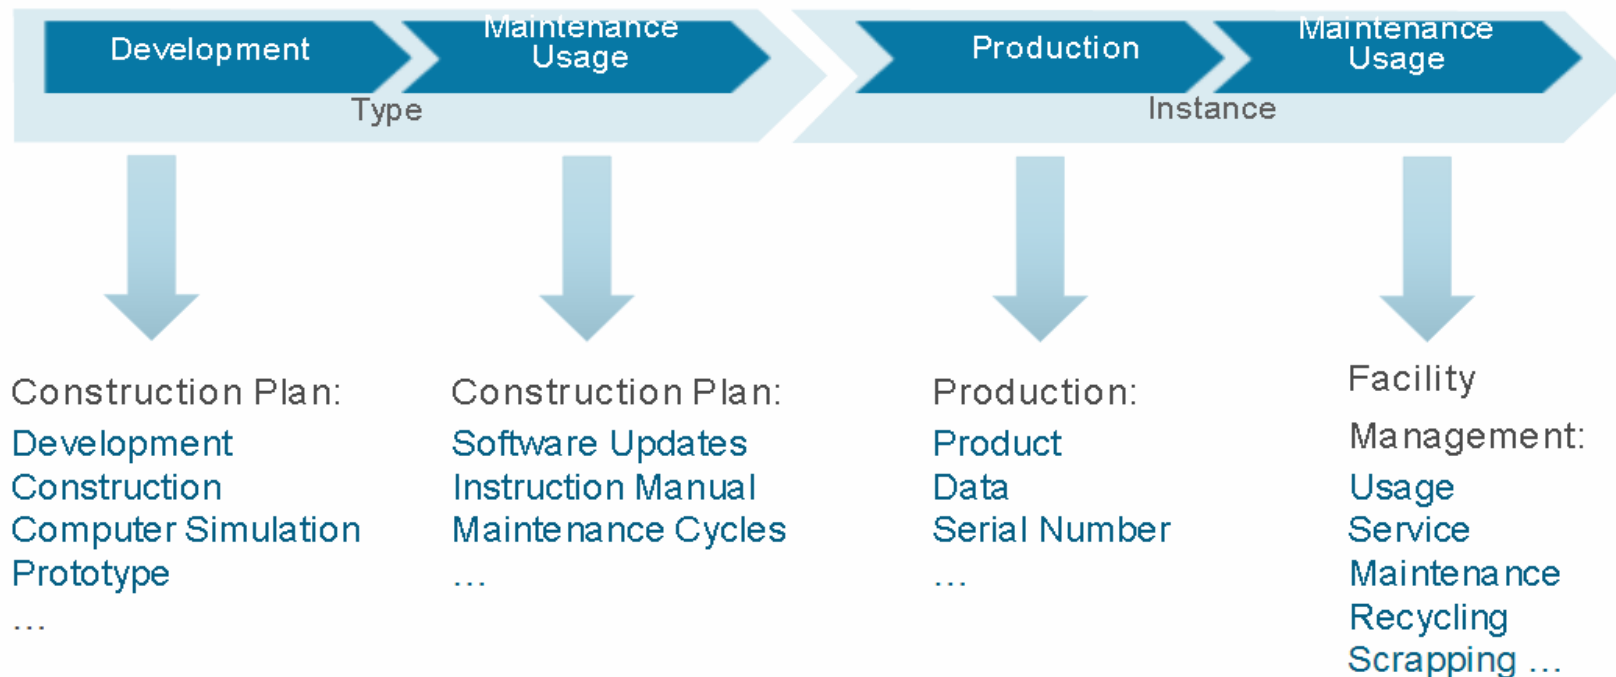 Development
Maintenance
Usage
Type
Production
Maintenance
Usage
Instance
Construction Plan:
Development
Construction
Computer Simulation
Prototype
...
Construction Plan:
Software Updates
Instruction Manual
Maintenance Cycles
...
Production:
Product
Data
Serial Number
...
Facility
Management:
Usage
Service
Maintenance
Recycling
Scrapping ...